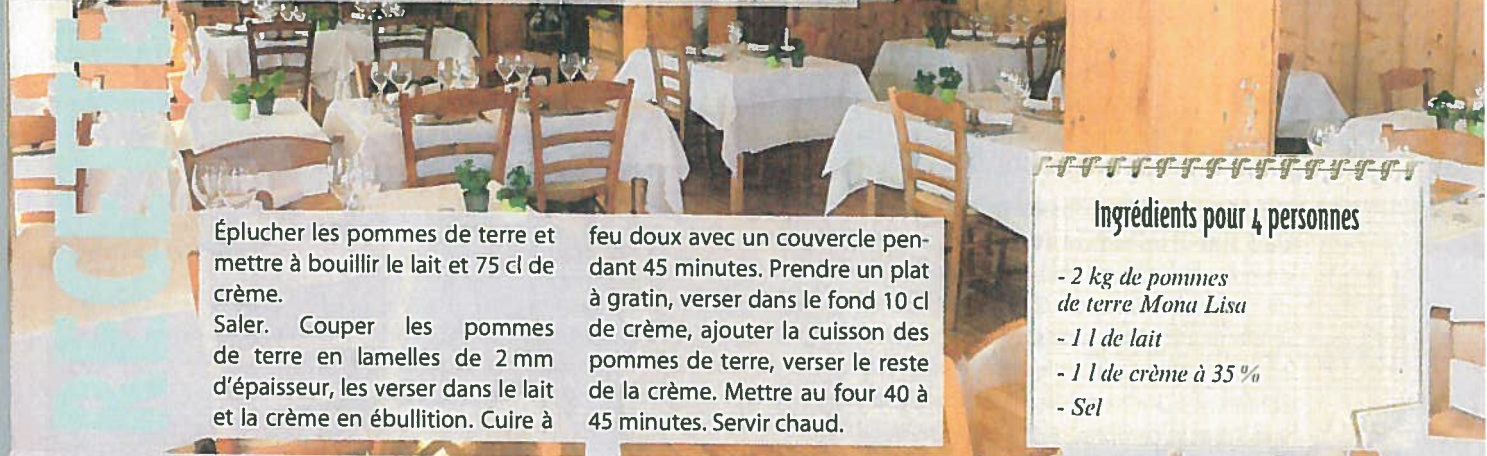 RECETTE
Éplucher les pommes de terre et
mettre à bouillir le lait et 75 cl de
crème.
Saler. Couper les pommes
de terre en lamelles de 2 mm
d'épaisseur, les verser dans le lait
et la crème en ébullition. Cuire à
feu doux avec un couvercle pen-
dant 45 minutes. Prendre un plat
à gratin, verser dans le fond 10 cl
de crème, ajouter la cuisson des
pommes de terre, verser le reste
de la crème. Mettre au four 40 à
45 minutes. Servir chaud.
Ingrédients pour 4 personnes
- 2 kg de pommes
de terre Mona Lisa
- 1 l de lait
- 1 l de crème à 35 %
- Sel